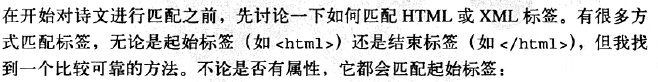 在开始对诗文进行匹配之前，先讨论一下如何匹配 HTML 或 XML 标签。有很多方
式匹配标签，无论是起始标签（如 <html>）还是结束标签（如 </html>），但我找
到一个比较可靠的方法。不论是否有属性，它都会匹配起始标签：